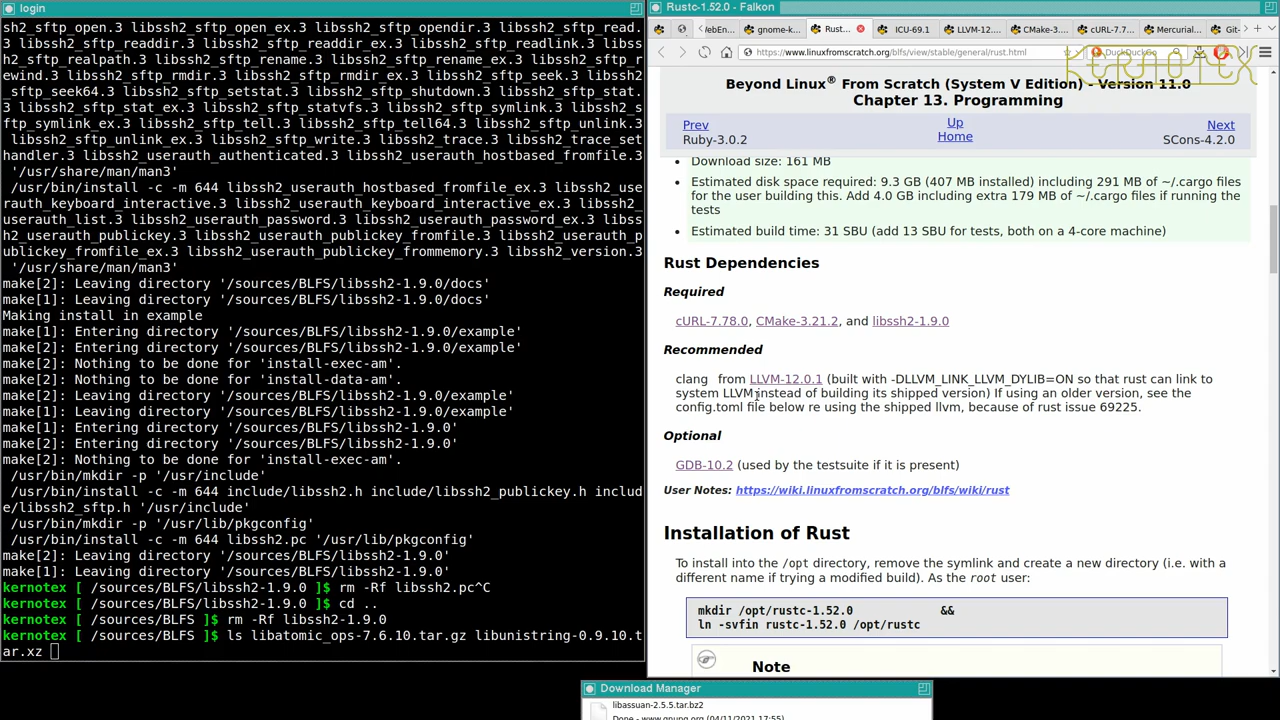 login
sh2_sftp_open.3 libssh2_sftp_open_ex.3 libssh2_sftp_opendir.3 libssh2_sftp_read.
3 libssh2_sftp_readdir.3 libssh2_sftp_readdir_ex.3 libssh2_sftp_readlink.3 libss
h2_sftp_realpath.3 libssh2_sftp_rename.3 libssh2_sftp_rename_ex.3 libssh2_sftp_r
ewind.3 libssh2_sftp_rmdir.3 libssh2_sftp_rmdir_ex.3 libssh2_sftp_seek.3 libssh2
_sftp_seek64.3 libssh2_sftp_setstat.3 libssh2_sftp_shutdown.3 libssh2_sftp_stat.
3 libssh2_sftp_stat_ex.3 libssh2_sftp_statvfs.3 libssh2_sftp_symlink.3 libssh2_s
ftp_symlink_ex.3 libssh2_sftp_tell.3 libssh2_sftp_tell64.3 libssh2_sftp_unlink.3
 libssh2_sftp_unlink_ex.3 libssh2_sftp_write.3 libssh2_trace.3 libssh2_trace_set
handler.3 libssh2_userauth_authenticated.3 libssh2_userauth_hostbased_fromfile.3
 '/usr/share/man/man3'
 /usr/bin/install -c -m 644 libssh2_userauth_hostbased_fromfile_ex.3 libssh2_use
rauth_keyboard_interactive.3 libssh2_userauth_keyboard_interactive_ex.3 libssh2_
userauth_list.3 libssh2_userauth_password.3 libssh2_userauth_password_ex.3 libss
h2_userauth_publickey.3 libssh2_userauth_publickey_fromfile.3 libssh2_userauth_p
ublickey_fromfile_ex.3 libssh2_userauth_publickey_frommemory.3 libssh2_version.3
 '/usr/share/man/man3'
make[2]: Leaving directory '/sources/BLFS/libssh2-1.9.0/docs'
make[1]: Leaving directory '/sources/BLFS/libssh2-1.9.0/docs'
Making install in example
make[1]: Entering directory '/sources/BLFS/libssh2-1.9.0/example'
make[2]: Entering directory '/sources/BLFS/libssh2-1.9.0/example'
make[2]: Nothing to be done for 'install-exec-am'.
make[2]: Nothing to be done for 'install-data-am'.
make[2]: Leaving directory '/sources/BLFS/libssh2-1.9.0/example'
make[1]: Leaving directory '/sources/BLFS/libssh2-1.9.0/example'
make[1]: Entering directory '/sources/BLFS/libssh2-1.9.0'
make[2]: Entering directory '/sources/BLFS/libssh2-1.9.0'
make[2]: Nothing to be done for 'install-exec-am'.
 /usr/bin/mkdir -p '/usr/include'
 /usr/bin/install -c -m 644 include/libssh2.h include/libssh2_publickey.h includ
e/libssh2_sftp.h '/usr/include'
 /usr/bin/mkdir -p '/usr/lib/pkgconfig'
 /usr/bin/install -c -m 644 libssh2.pc '/usr/lib/pkgconfig'
make[2]: Leaving directory '/sources/BLFS/libssh2-1.9.0'
make[1]: Leaving directory '/sources/BLFS/libssh2-1.9.0'
kernotex [ /sources/BLFS/libssh2-1.9.0 ]$ rm -Rf libssh2.pc^C
kernotex [ /sources/BLFS/libssh2-1.9.0 ]$ cd ..
kernotex [ /sources/BLFS ]$ rm -Rf libssh2-1.9.0
kernotex [ /sources/BLFS ]$ ls libatomic_ops-7.6.10.tar.gz libunistring-0.9.10.t
ar.xz
Rustc-1.52.0 - Falkon
ebEn... gnome-k... Rust... ICU-69.1 LLVM-12.... CMake-3.... cURL-7.7... Mercurial... Git-
https://www.linuxfromscratch.org/blfs/view/stable/general/rust.html DuckDuckGo
KERNOTEX
Beyond Linux® From Scratch (System V Edition) - Version 11.0
Chapter 13. Programming
Prev Up Next
Ruby-3.0.2 Home SCons-4.2.0
• Download size: 161 MB
• Estimated disk space required: 9.3 GB (407 MB installed) including 291 MB of ~/.cargo files
for the user building this. Add 4.0 GB including extra 179 MB of ~/.cargo files if running the
tests
• Estimated build time: 31 SBU (add 13 SBU for tests, both on a 4-core machine)
Rust Dependencies
Required
cURL-7.78.0, CMake-3.21.2, and libssh2-1.9.0
Recommended
clang from LLVM-12.0.1 (built with -DLLVM_LINK_LLVM_DYLIB=ON so that rust can link to
system LLVM instead of building its shipped version) If using an older version, see the
config.toml file below re using the shipped llvm, because of rust issue 69225.
Optional
GDB-10.2 (used by the testsuite if it is present)
User Notes: https://wiki.linuxfromscratch.org/blfs/wiki/rust
Installation of Rust
To install into the /opt directory, remove the symlink and create a new directory (i.e. with a
different name if trying a modified build). As the root user:
mkdir /opt/rustc-1.52.0 &&
ln -svfin rustc-1.52.0 /opt/rustc
Note
Download Manager
libassuan-2.5.5.tar.bz2
Done - www.gnupg.org (04/11/2021 17:55)